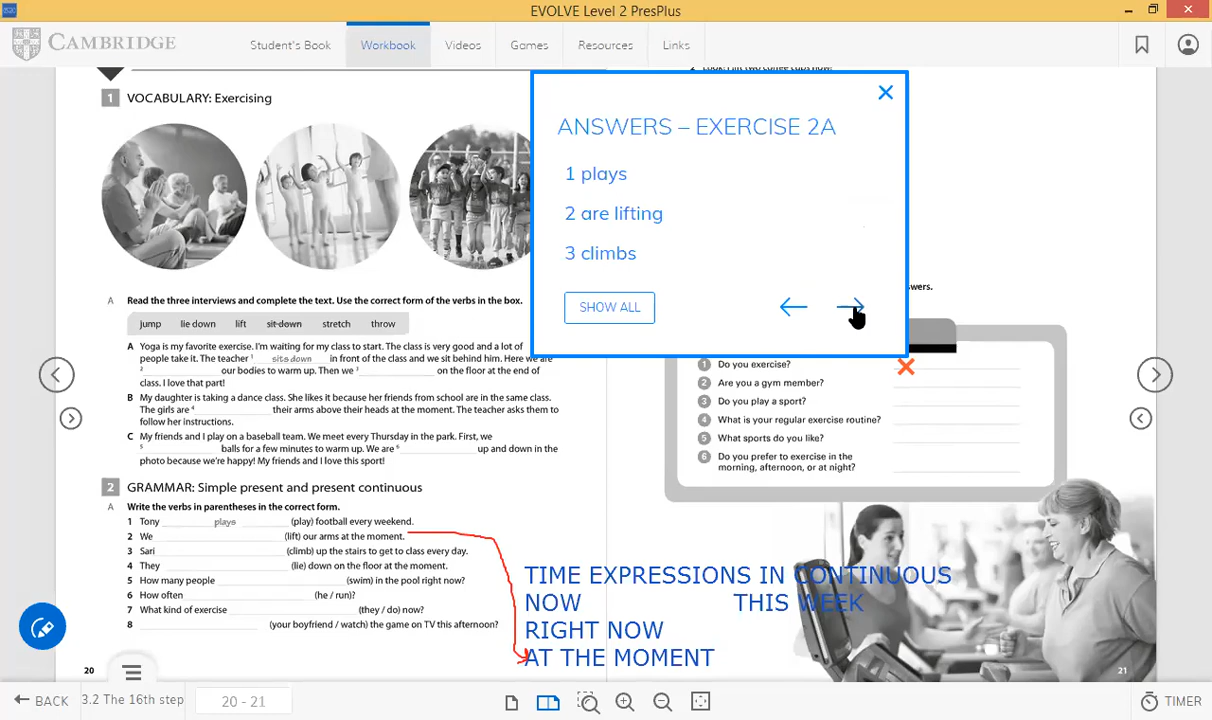 EVOLVE Level 2 PresPlus
CAMBRIDGE
Student's Book
Workbook
Videos
Games
Resources
Links
1 VOCABULARY: Exercising
A Read the three interviews and complete the text. Use the correct form of the verbs in the box.
jump lie down lift sit down stretch throw
A Yoga is my favorite exercise. I'm waiting for my class to start. The class is very good and a lot of
people take it. The teacher 1 sits down in front of the class and we sit behind him. Here we are
2 our bodies to warm up. Then we 3 on the floor at the end of
class. I love that part!
B My daughter is taking a dance class. She likes it because her friends from school are in the same class.
The girls are 4 their arms above their heads at the moment. The teacher asks them to
follow her instructions.
C My friends and I play on a baseball team. We meet every Thursday in the park. First, we
5 balls for a few minutes to warm up. We are 6 up and down in the
photo because we're happy! My friends and I love this sport!
2 GRAMMAR: Simple present and present continuous
A Write the verbs in parentheses in the correct form.
1 Tony plays (play) football every weekend.
2 We (lift) our arms at the moment.
3 Sari (climb) up the stairs to get to class every day.
4 They (lie) down on the floor at the moment.
5 How many people (swim) in the pool right now?
6 How often (he / run)?
7 What kind of exercise (they / do) now?
8 (your boyfriend / watch) the game on TV this afternoon?
20
ANSWERS – EXERCISE 2A
1 plays
2 are lifting
3 climbs
SHOW ALL
1 Do you exercise?
2 Are you a gym member?
3 Do you play a sport?
4 What is your regular exercise routine?
5 What sports do you like?
6 Do you prefer to exercise in the
morning, afternoon, or at night?
TIME EXPRESSIONS IN CONTINUOUS
NOW THIS WEEK
RIGHT NOW
AT THE MOMENT
21
BACK
3.2 The 16th step
20 - 21
TIMER